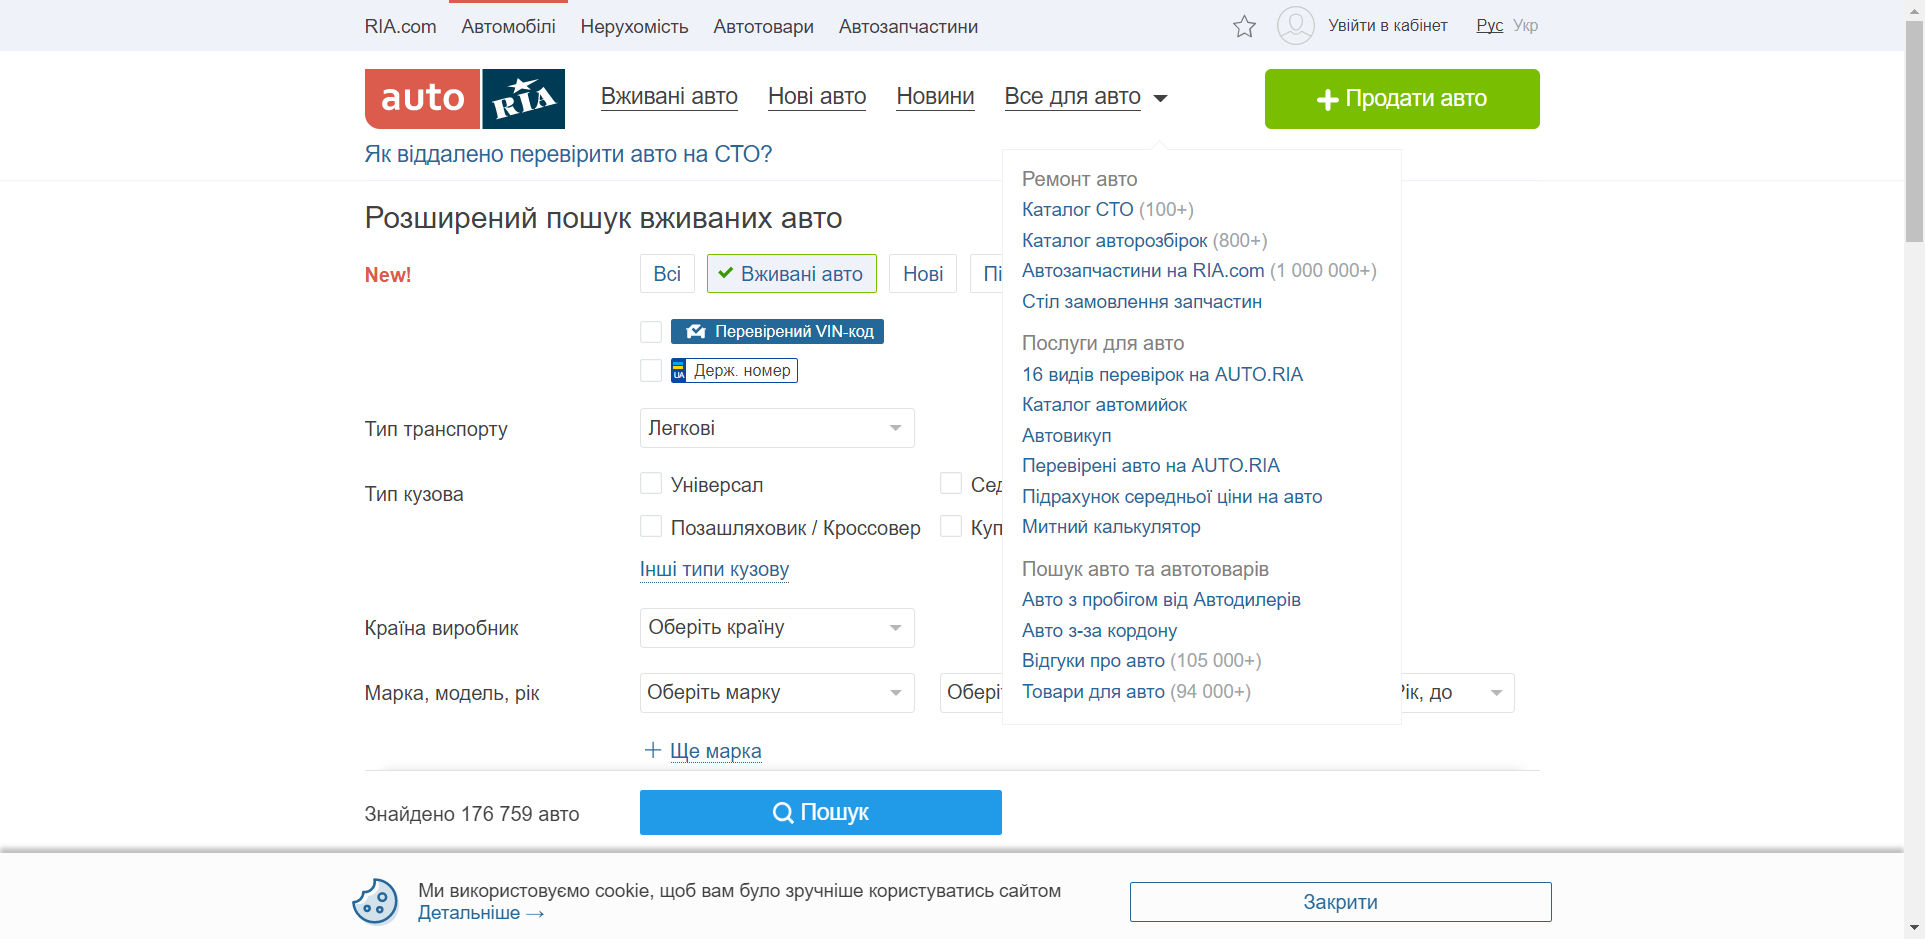 RIA.com Автомобілі Нерухомість Автотовари Автозапчастини Увійти в кабінет Рус Укр
auto RIA Вживані авто Нові авто Новини Все для авто Продати авто
Як віддалено перевірити авто на СТО?
Розширений пошук вживаних авто
New! Всі Вживані авто Нові Пі
Перевірений VIN-код
UA Держ. номер
Тип транспорту Легкові
Тип кузова
Універсал Сед
Позашляховик / Кроссовер Куп
Інші типи кузову
Країна виробник Оберіть країну
Марка, модель, рік Оберіть марку Обері ік, до
Ще марка
Ремонт авто
Каталог СТО (100+)
Каталог авторозбірок (800+)
Автозапчастини на RIA.com (1 000 000+)
Стіл замовлення запчастин
Послуги для авто
16 видів перевірок на AUTO.RIA
Каталог автомийок
Автовикуп
Перевірені авто на AUTO.RIA
Підрахунок середньої ціни на авто
Митний калькулятор
Пошук авто та автотоварів
Авто з пробігом від Автодилерів
Авто з-за кордону
Відгуки про авто (105 000+)
Товари для авто (94 000+)
Знайдено 176 759 авто Пошук
Ми використовуємо cookie, щоб вам було зручніше користуватись сайтом
Детальніше →
Закрити